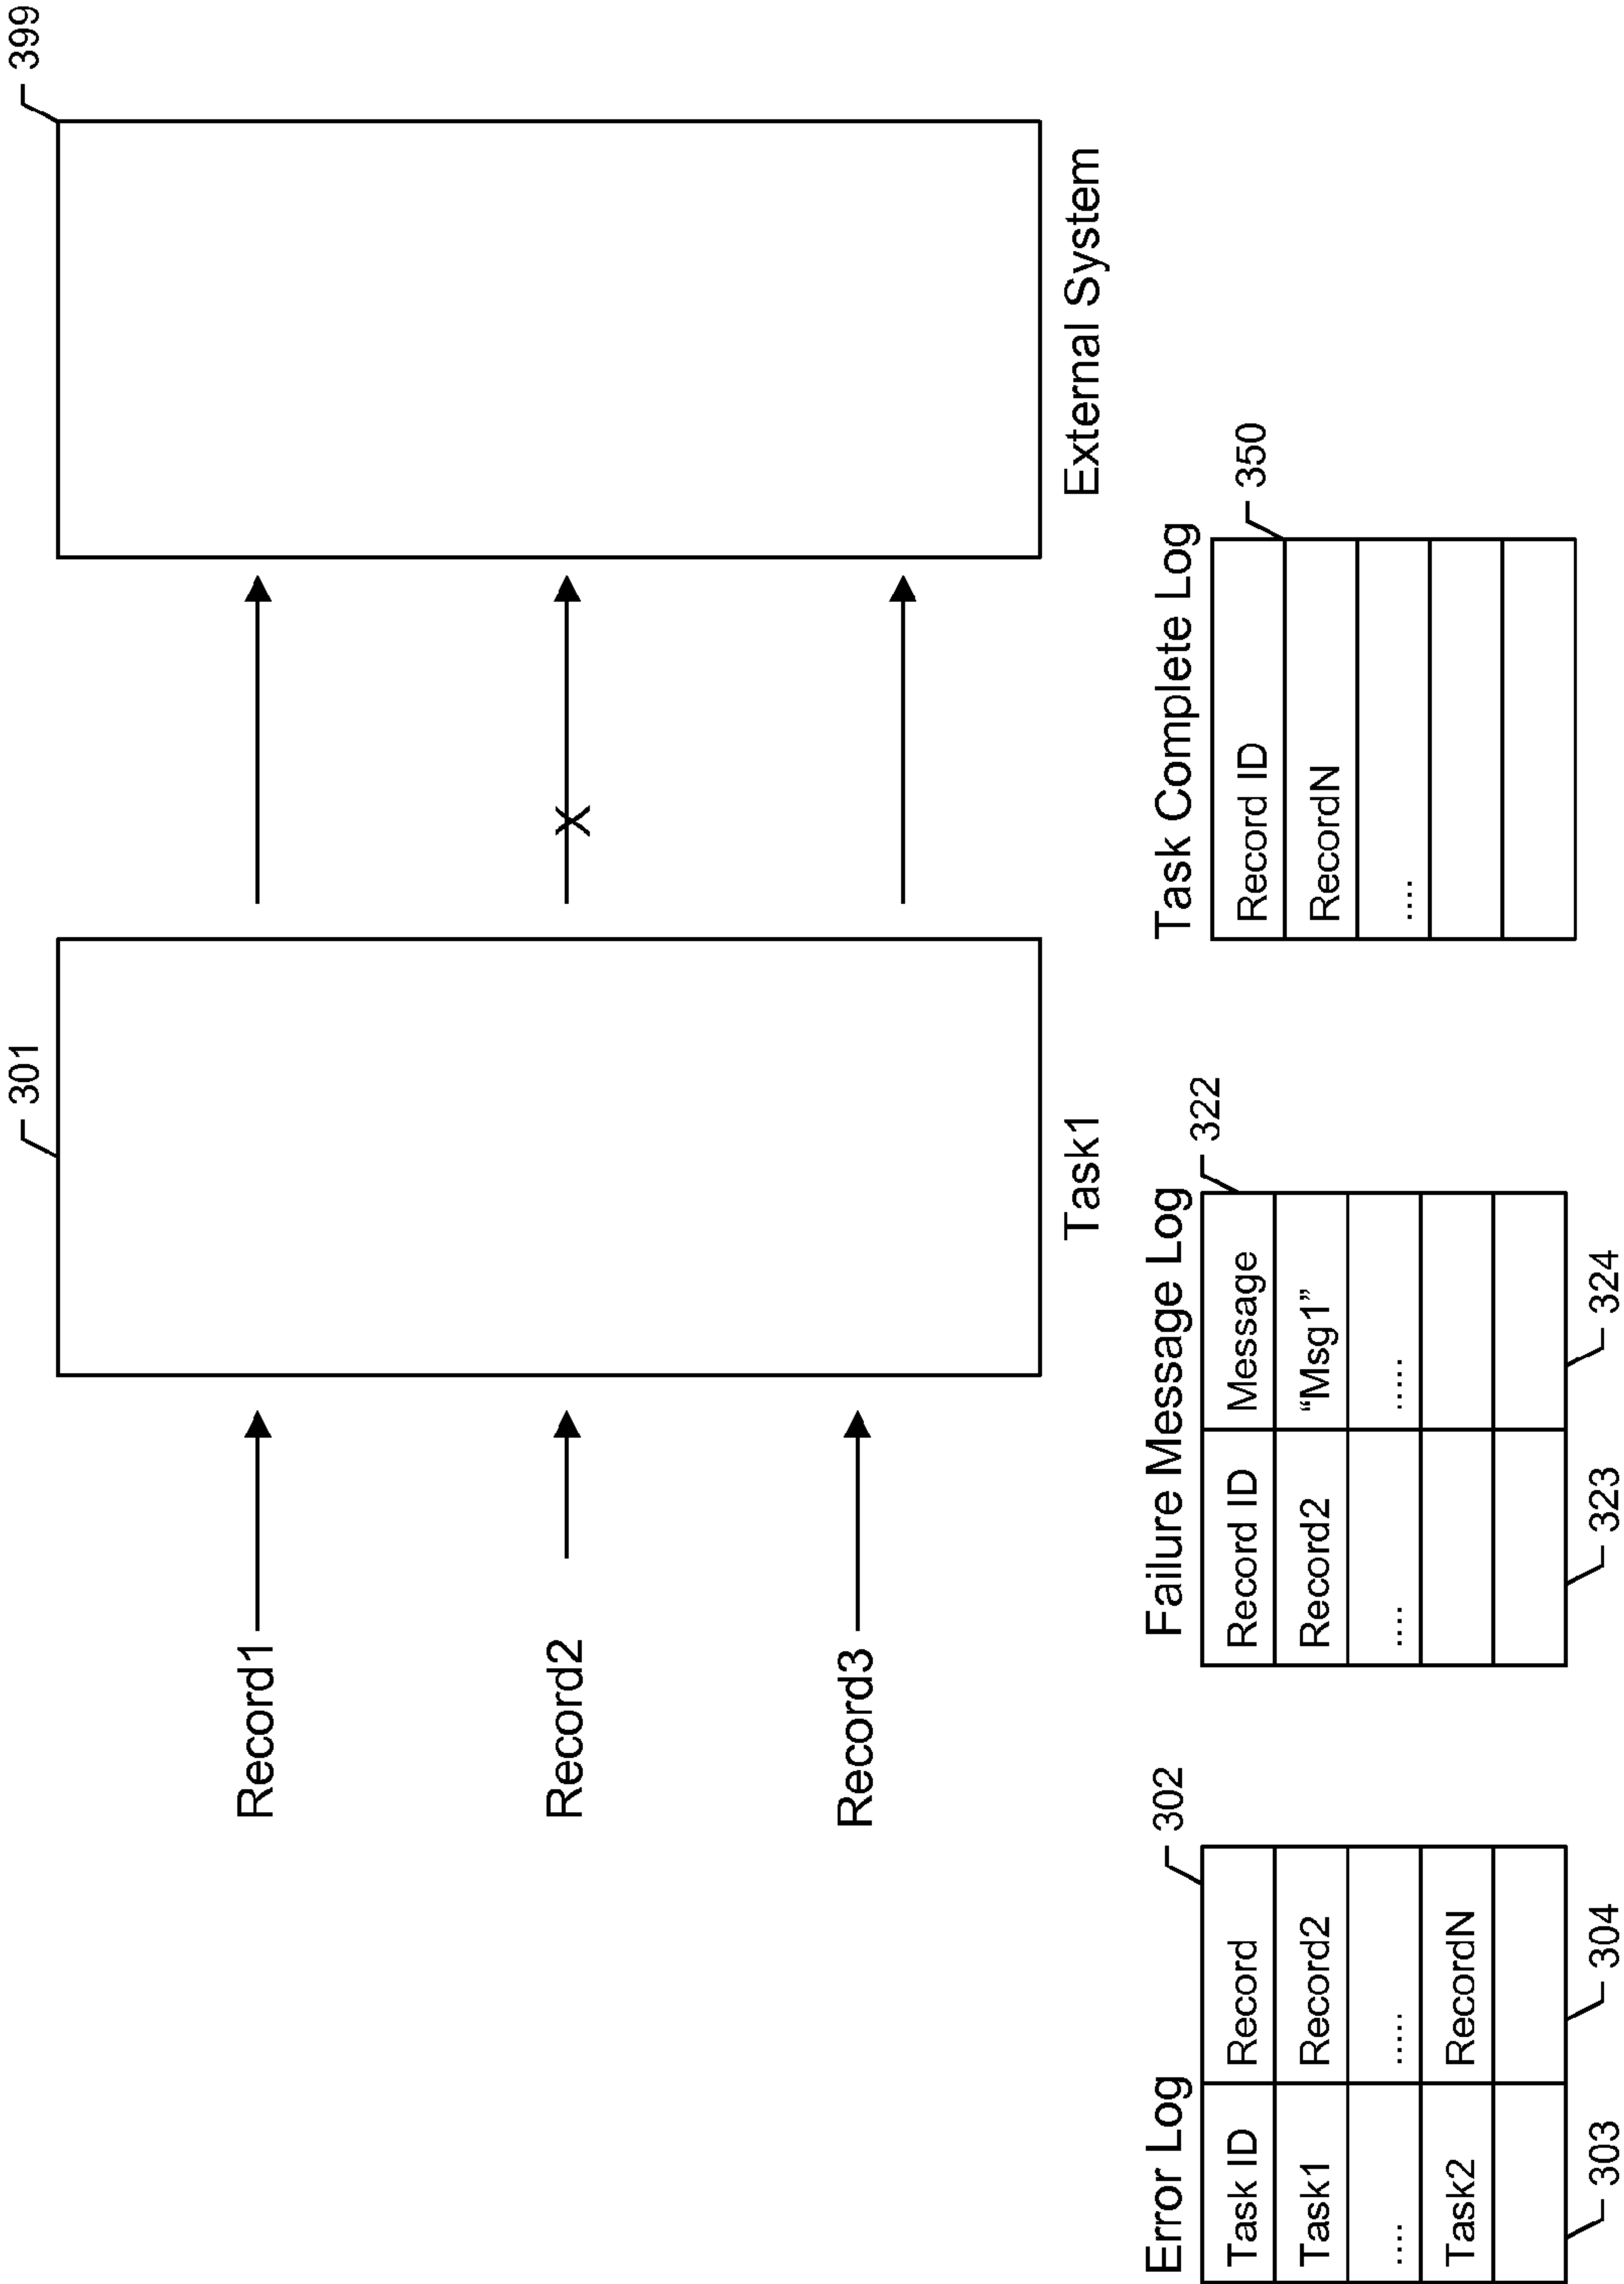 301
399
Record1
Record2
X
Record3
Task1
External System
Error Log
302
Task ID Record
Task1 Record2
.... .....
Task2 RecordN
303
304
Failure Message Log
322
Record ID Message
Record2 “Msg1”
.... .....
323
324
Task Complete Log
350
Record ID
RecordN
....